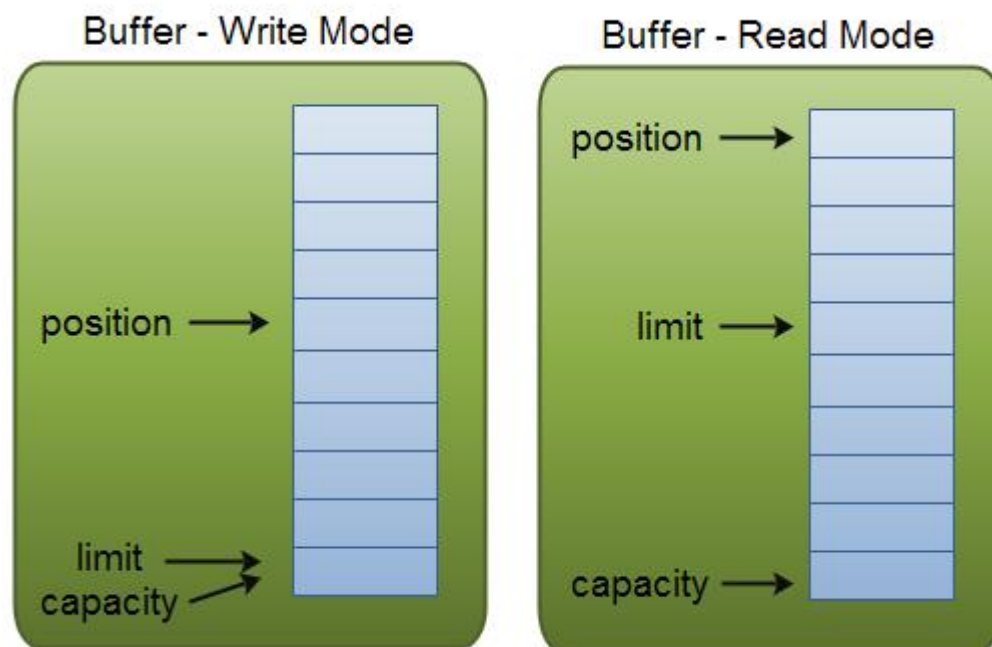 Buffer - Write Mode
position
limit
capacity
Buffer - Read Mode
position
limit
capacity